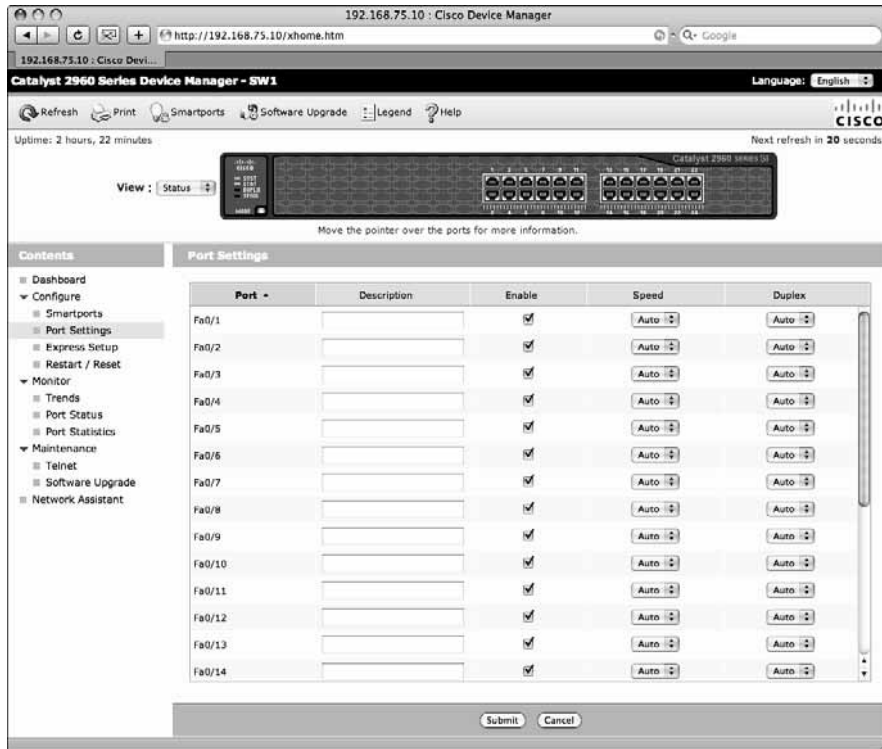 192.168.75.10 : Cisco Device Manager
http://192.168.75.10/xhome.htm
Google
192.168.75.10 : Cisco Devi...
Catalyst 2960 Series Device Manager - SW1
Language: English
Refresh Print Smartports Software Upgrade Legend Help
CISCO
Uptime: 2 hours, 22 minutes
Next refresh in 20 seconds
View : Status
Catalyst 2960 series SI
Move the pointer over the ports for more information.
Contents
Dashboard
Configure
Smartports
Port Settings
Express Setup
Restart / Reset
Monitor
Trends
Port Status
Port Statistics
Maintenance
Telnet
Software Upgrade
Network Assistant
Port Settings
Port Description Enable Speed Duplex
Fa0/1 Auto Auto
Fa0/2 Auto Auto
Fa0/3 Auto Auto
Fa0/4 Auto Auto
Fa0/5 Auto Auto
Fa0/6 Auto Auto
Fa0/7 Auto Auto
Fa0/8 Auto Auto
Fa0/9 Auto Auto
Fa0/10 Auto Auto
Fa0/11 Auto Auto
Fa0/12 Auto Auto
Fa0/13 Auto Auto
Fa0/14 Auto Auto
Submit Cancel